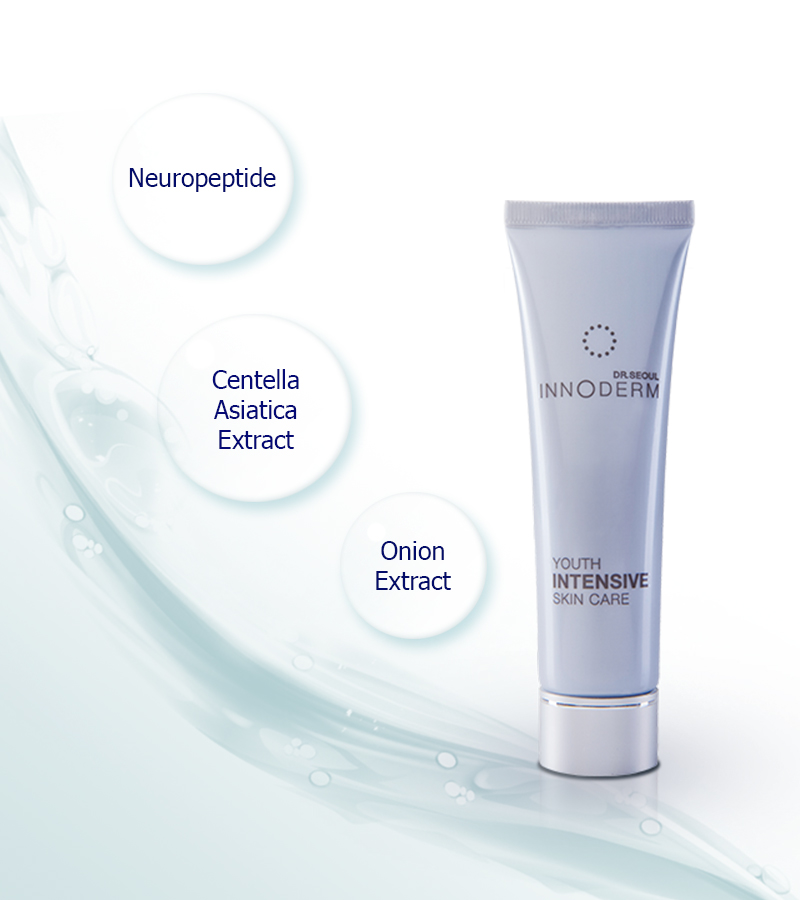 Neuropeptide
Centella
Asiatica
Extract
Onion
Extract
DR.SEOUL
INNODERM
YOUTH
INTENSIVE
SKIN CARE